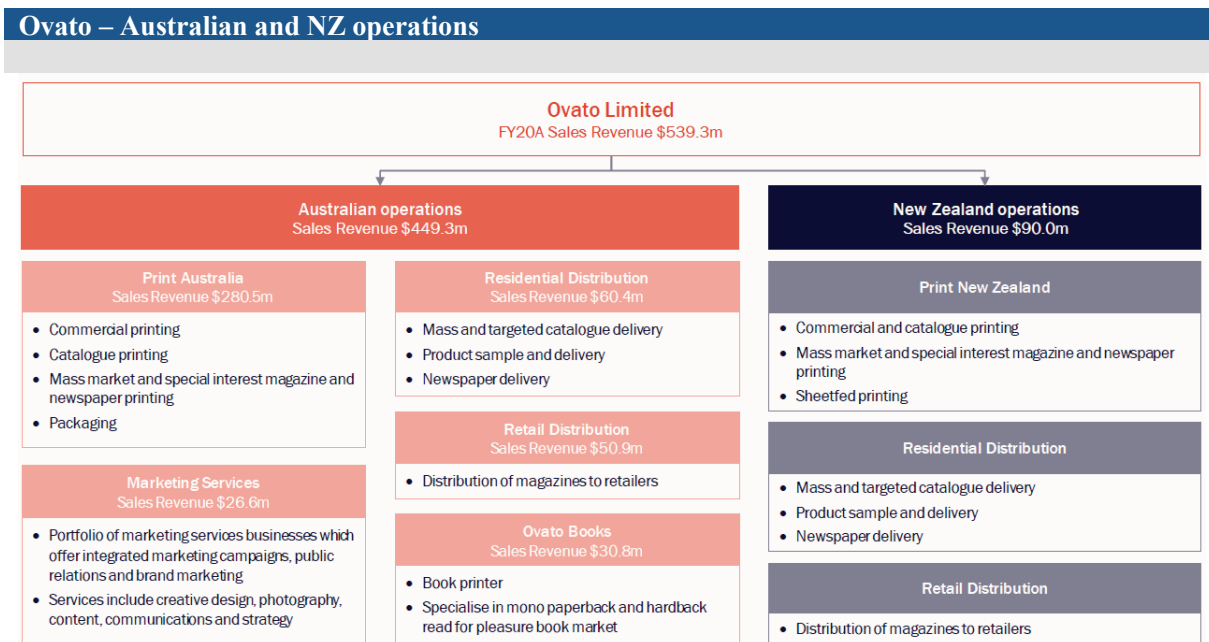 Ovato – Australian and NZ operations
Ovato Limited
FY20A Sales Revenue $539.3m
Australian operations
Sales Revenue $449.3m
New Zealand operations
Sales Revenue $90.0m
Print Australia
Sales Revenue $280.5m
• Commercial printing
• Catalogue printing
• Mass market and special interest magazine and
newspaper printing
• Packaging
Marketing Services
Sales Revenue $26.6m
• Portfolio of marketing services businesses which
offer integrated marketing campaigns, public
relations and brand marketing
• Services include creative design, photography,
content, communications and strategy
Residential Distribution
Sales Revenue $60.4m
• Mass and targeted catalogue delivery
• Product sample and delivery
• Newspaper delivery
Retail Distribution
Sales Revenue $50.9m
• Distribution of magazines to retailers
Ovato Books
Sales Revenue $30.8m
• Book printer
• Specialise in mono paperback and hardback
read for pleasure book market
Print New Zealand
• Commercial and catalogue printing
• Mass market and special interest magazine and newspaper
printing
• Sheetfed printing
Residential Distribution
• Mass and targeted catalogue delivery
• Product sample and delivery
• Newspaper delivery
Retail Distribution
• Distribution of magazines to retailers